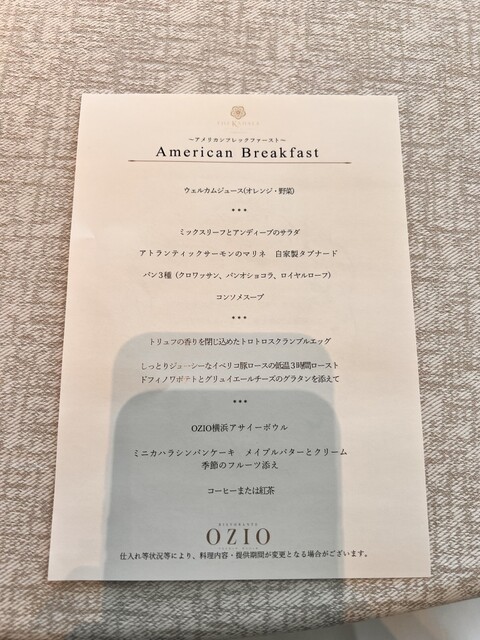 THE KAHALA
～アメリカンブレックファースト～
American Breakfast
ウェルカムジュース(オレンジ・野菜)
***
ミックスリーフとアンディーブのサラダ
アトランティックサーモンのマリネ　自家製タプナード
パン３種（クロワッサン、パンオショコラ、ロイヤルローフ）
コンソメスープ
***
トリュフの香りを閉じ込めたトロトロスクランブルエッグ
しっとりジューシーなイベリコ豚ロースの低温３時間ロースト
ドフィノワポテトとグリュイエールチーズのグラタンを添えて
***
OZIO横浜アサイーボウル
ミニカハラシンパンケーキ　メイプルバターとクリーム
季節のフルーツ添え
コーヒーまたは紅茶
RISTORANTE
OZIO
仕入れ等状況等により、料理内容・提供期間が変更となる場合がございます。